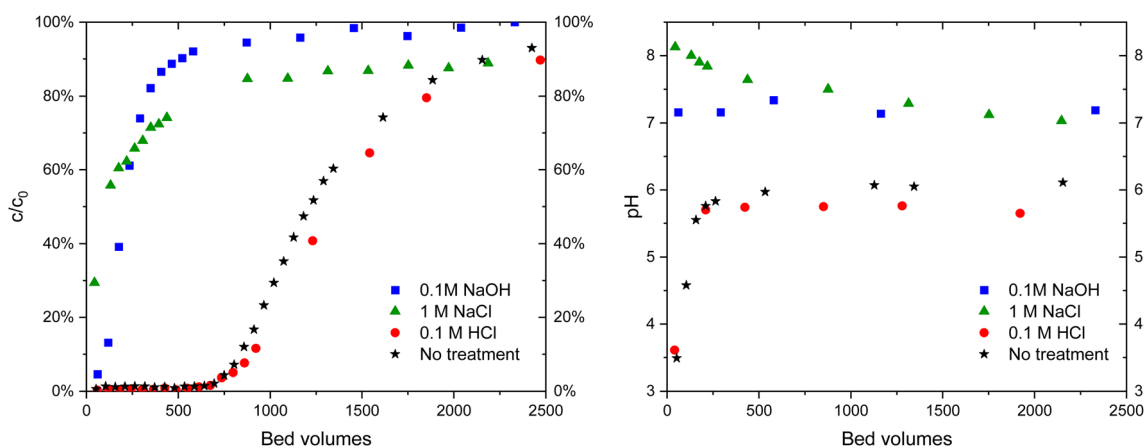 100%
80%
60%
40%
20%
0%
c/c0
100%
80%
60%
40%
20%
0%
0.1M NaOH
1 M NaCl
0.1 M HCl
No treatment
0 500 1000 1500 2000 2500
Bed volumes
8
7
6
5
4
3
pH
8
7
6
5
4
3
0.1M NaOH
1 M NaCl
0.1 M HCl
No treatment
0 500 1000 1500 2000 2500
Bed volumes